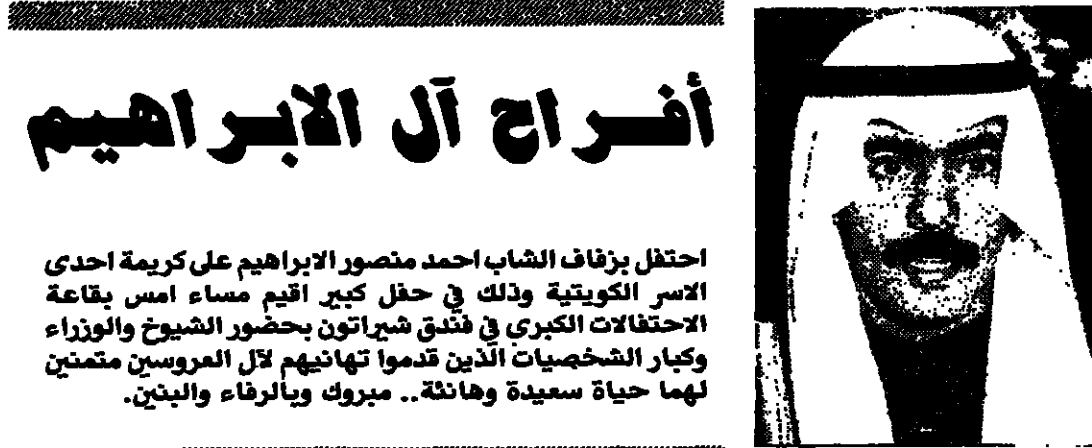 أفراح آل الابراهيم
احتفل بزفاف الشاب احمد منصور الابراهيم على كريمة احدى
الاسر الكويتية وذلك في حفل كبير اقيم مساء امس بقاعة
الاحتفالات الكبرى في فندق شيراتون بحضور الشيوخ والوزراء
وكبار الشخصيات الذين قدموا تهانيهم لآل العروسين متمنين
لهما حياة سعيدة وهانئة.. مبروك وبالرفاء والبنين.